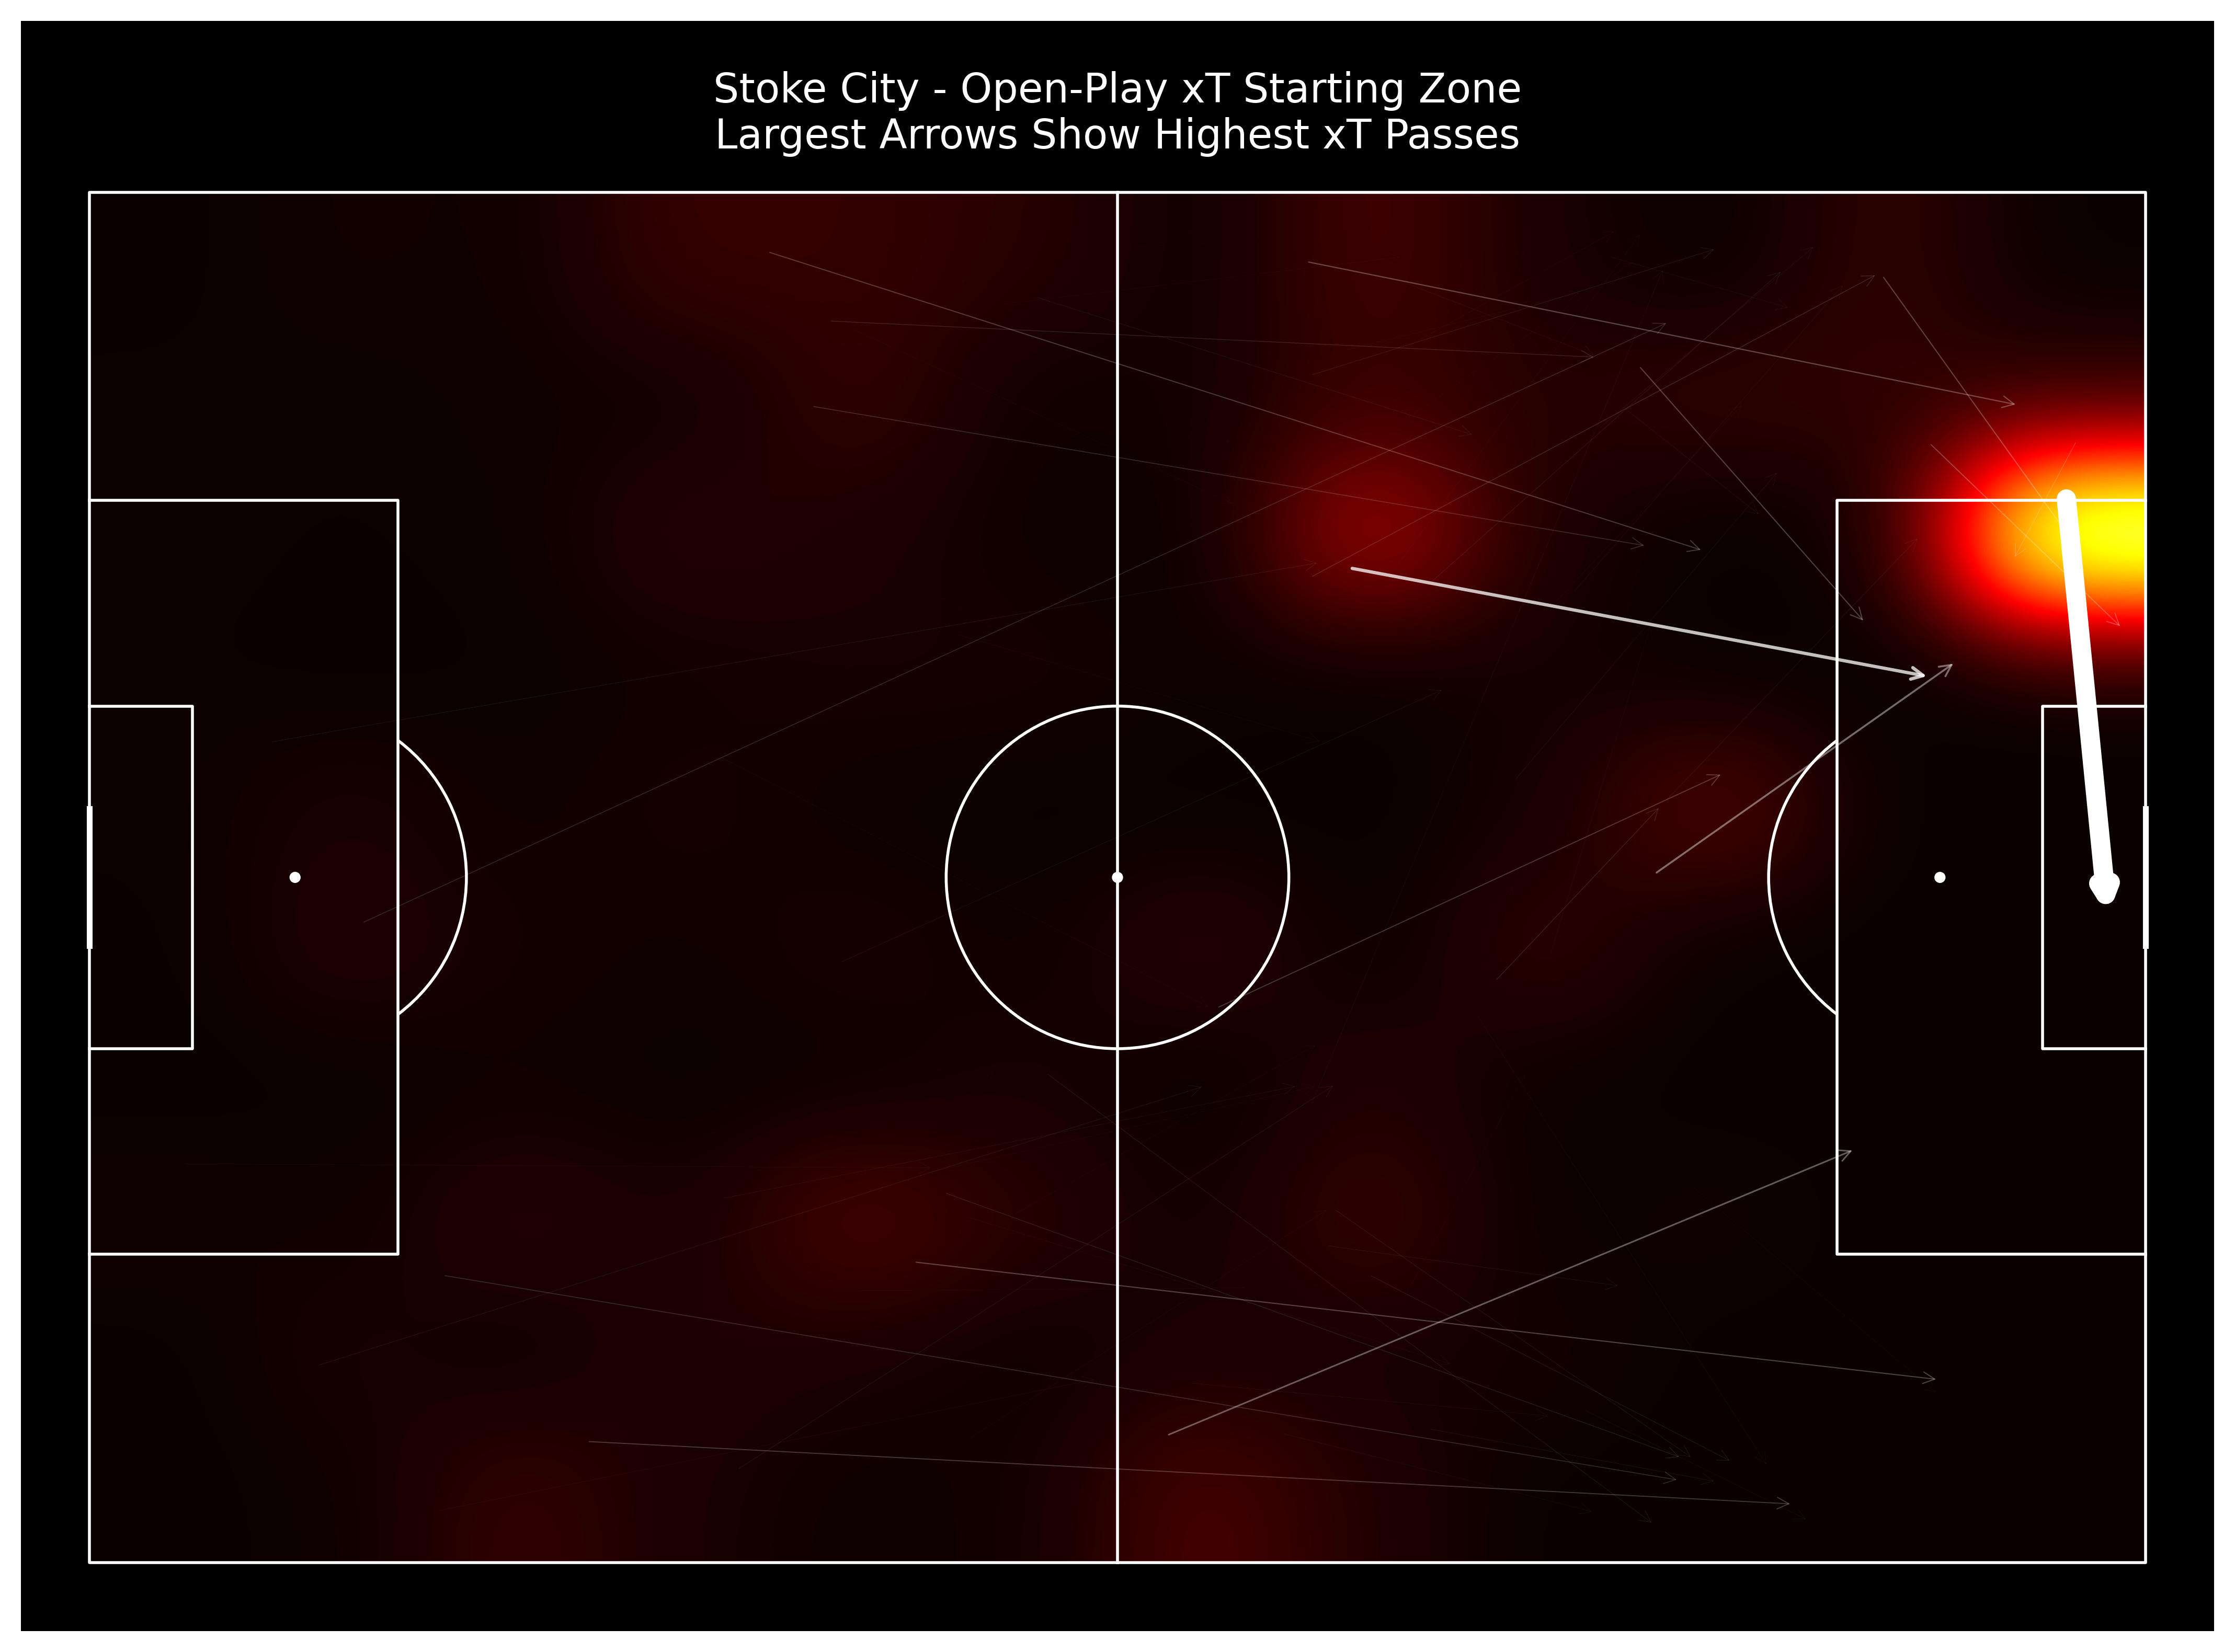 Stoke City - Open-Play xT Starting Zone
Largest Arrows Show Highest xT Passes